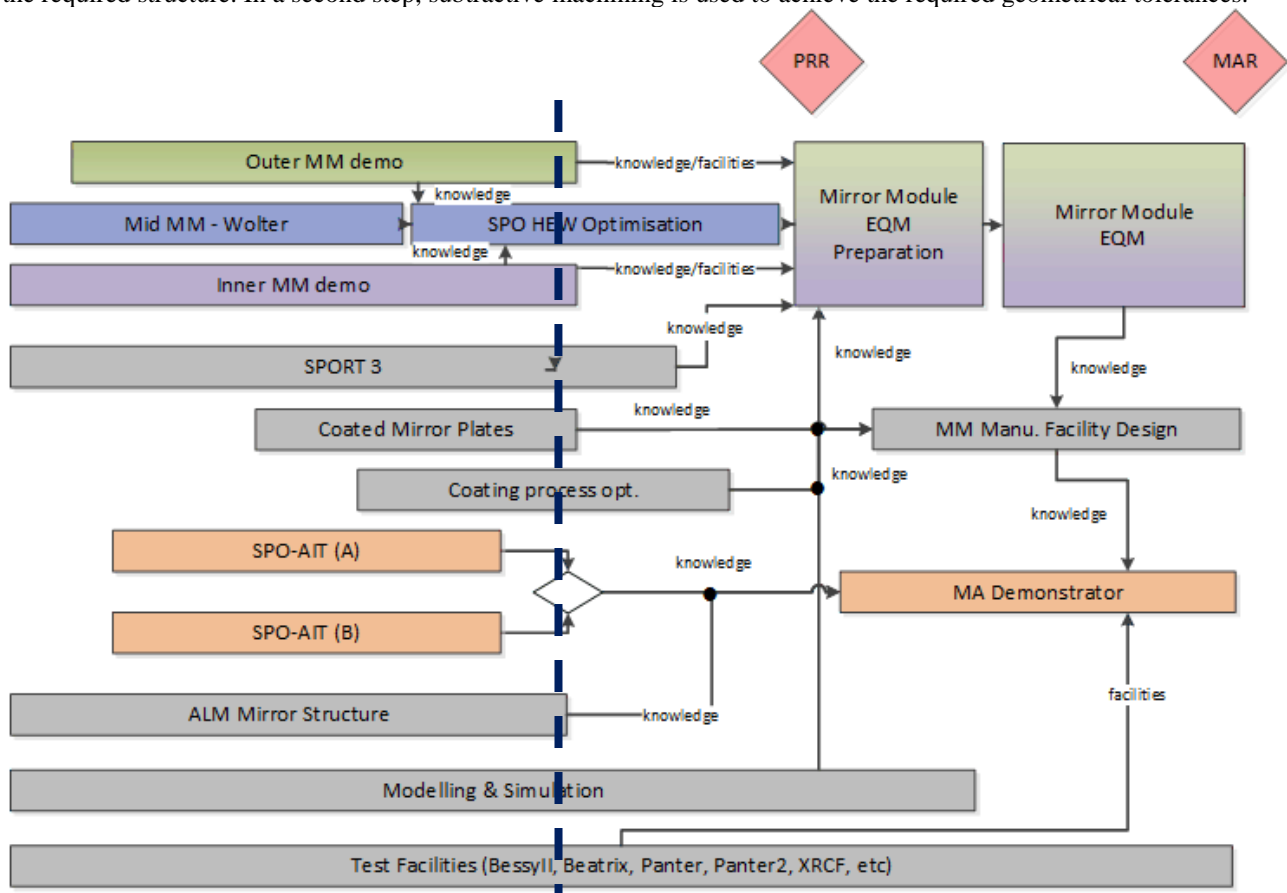 the required structure. In a second step, subtractive machining is used to achieve the required geometrical tolerances.
PRR
MAR
Outer MM demo
knowledge/facilities
Mirror Module
EQM
Preparation
Mirror Module
EQM
knowledge
Mid MM - Wolter
SPO HEW Optimisation
knowledge
knowledge/facilities
Inner MM demo
knowledge
SPORT 3
knowledge
knowledge
Coated Mirror Plates
knowledge
MM Manu. Facility Design
Coating process opt.
knowledge
knowledge
SPO-AIT (A)
knowledge
MA Demonstrator
SPO-AIT (B)
ALM Mirror Structure
knowledge
facilities
Modelling & Simulation
Test Facilities (BessyII, Beatrix, Panter, Panter2, XRCF, etc)